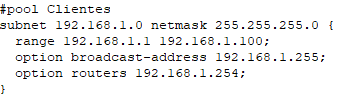 #pool Clientes
subnet 192.168.1.0 netmask 255.255.255.0 {
range 192.168.1.1 192.168.1.100;
option broadcast-address 192.168.1.255;
option routers 192.168.1.254;
}